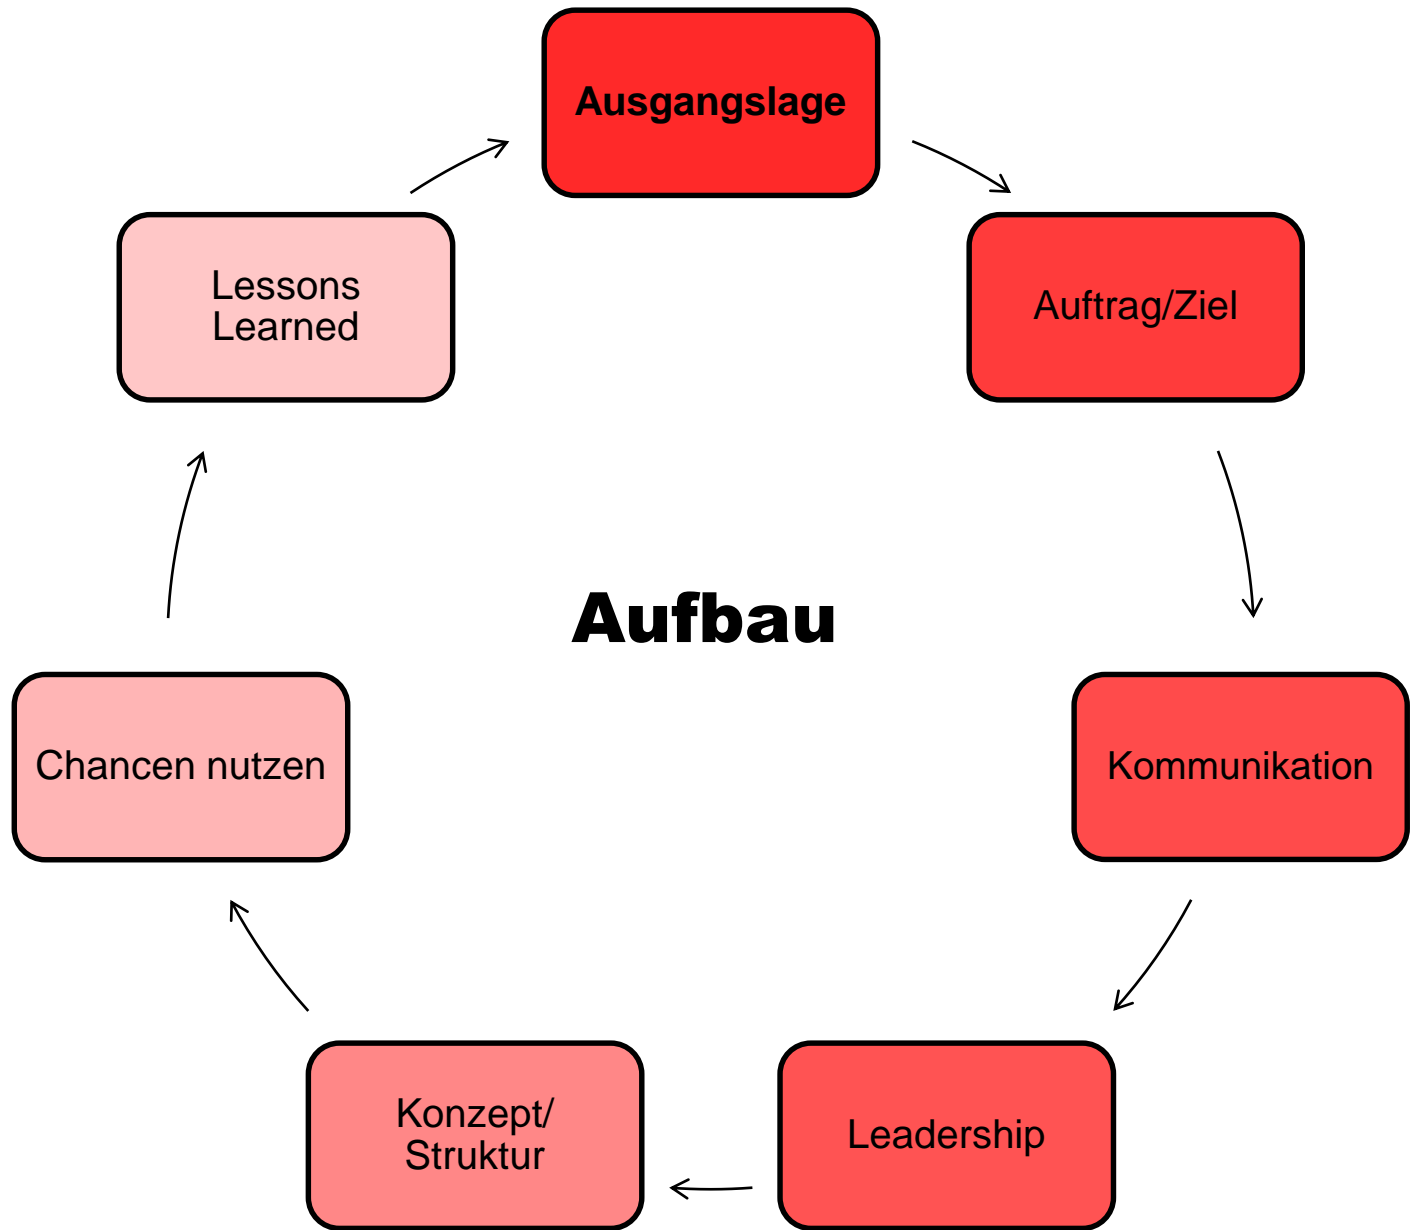 Ausgangslage
Auftrag/Ziel
Kommunikation
Leadership
Konzept/
Struktur
Chancen nutzen
Lessons
Learned
Aufbau